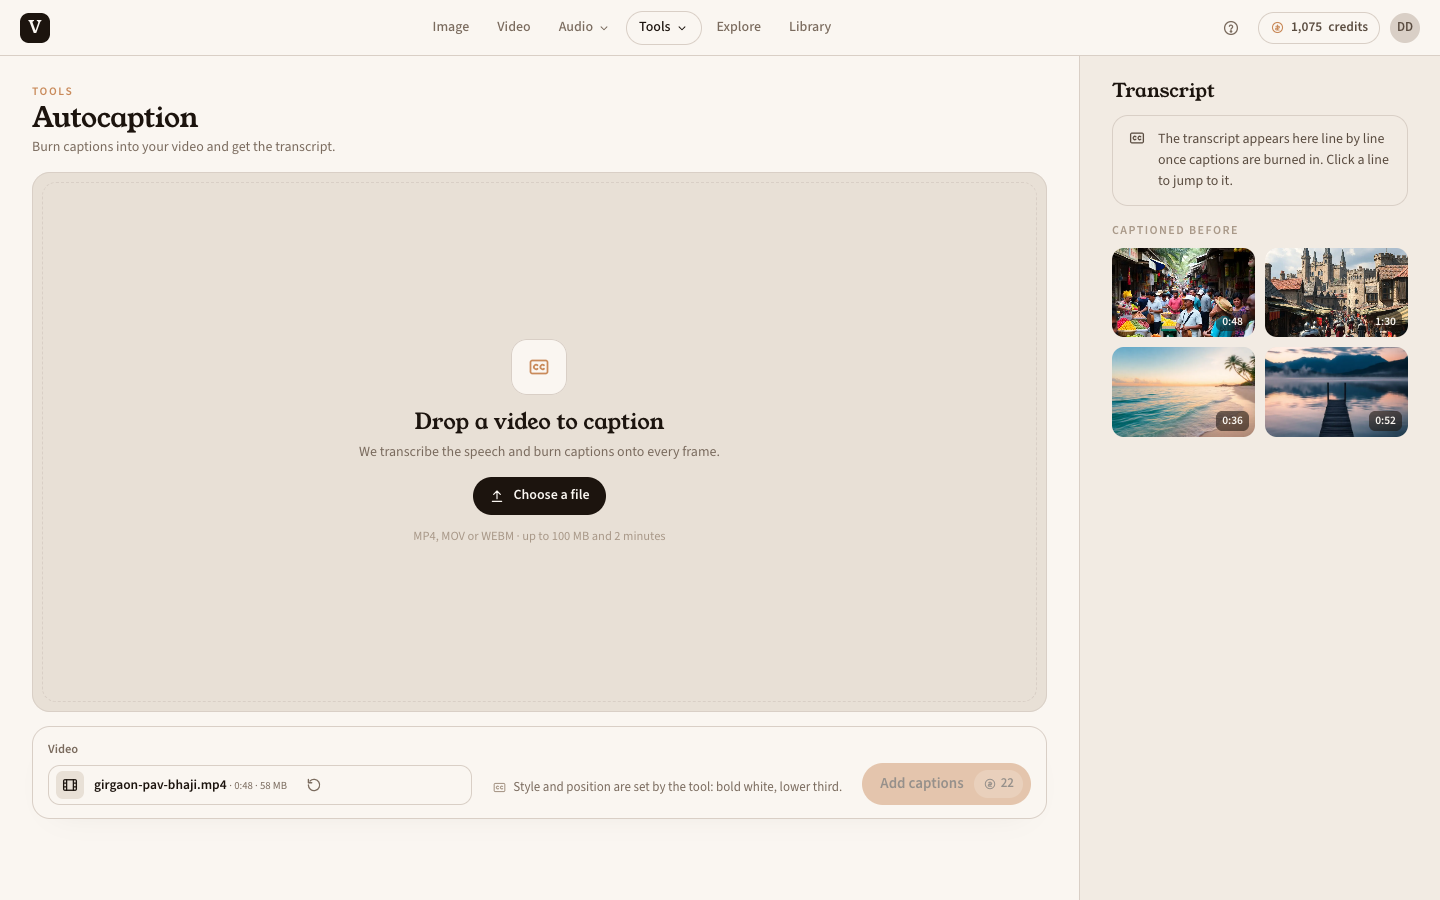 V
Image
Video
Audio
Tools
Explore
Library
1,075 credits
DD
TOOLS
Autocaption
Burn captions into your video and get the transcript.
Drop a video to caption
We transcribe the speech and burn captions onto every frame.
Choose a file
MP4, MOV or WEBM · up to 100 MB and 2 minutes
Video
girgaon-pav-bhaji.mp4 · 0:48 · 58 MB
Style and position are set by the tool: bold white, lower third.
Add captions
22
Transcript
The transcript appears here line by line
once captions are burned in. Click a line
to jump to it.
CAPTIONED BEFORE
0:48
1:30
0:36
0:52